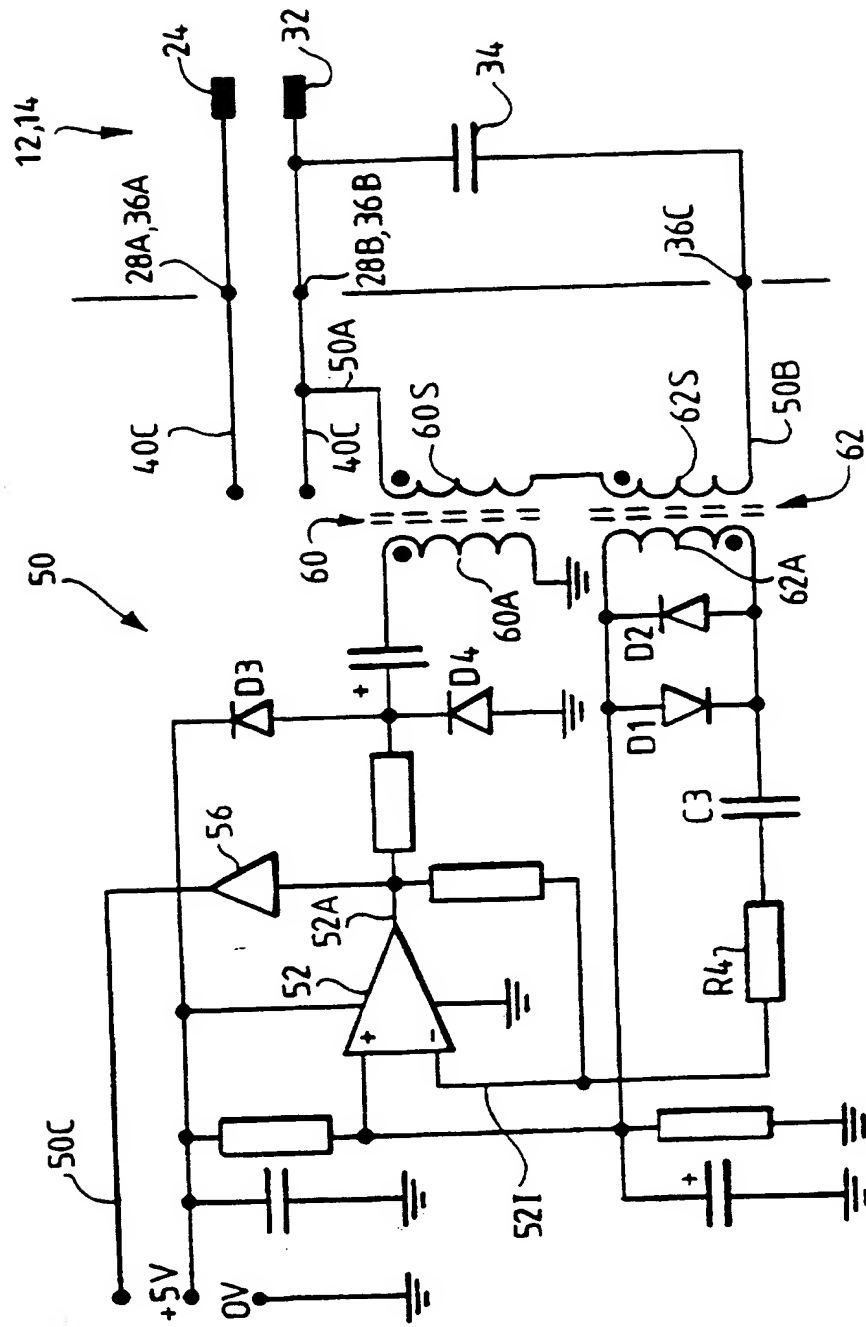 12,14
24
32
34
28A,36A
28B,36B
36C
50A
50B
40C
40C
50
60
60S
62S
62
60A
62A
D3
D4
D2
D1
C3
R4
56
52A
52
+
-
+
+
52I
50C
+5V
0V